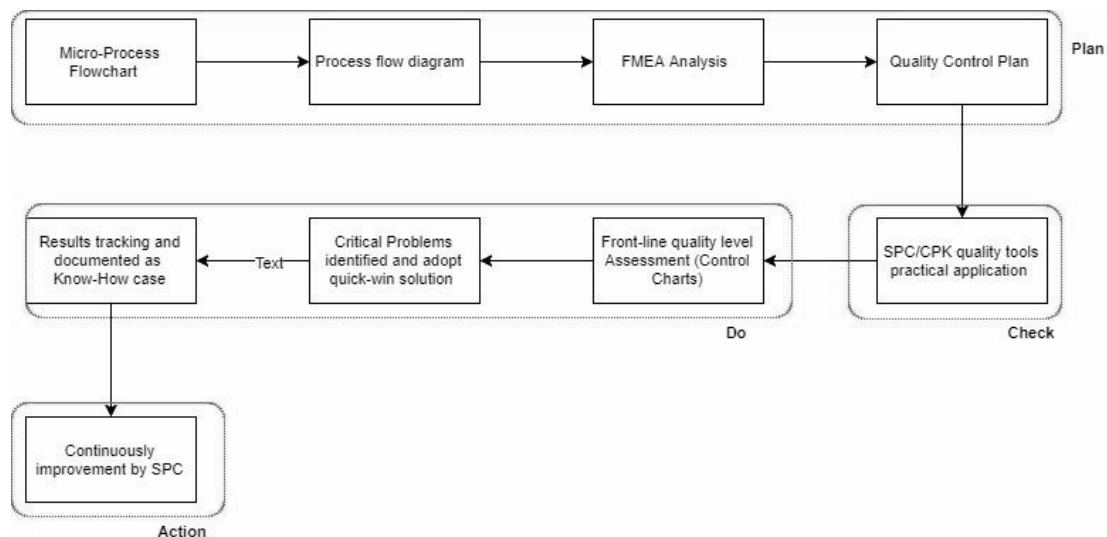 Micro-Process
Flowchart
Process flow diagram
FMEA Analysis
Quality Control Plan
Plan
Results tracking and
documented as
Know-How case
Text
Critical Problems
identified and adopt
quick-win solution
Front-line quality level
Assessment (Control
Charts)
SPC/CPK quality tools
practical application
Do
Check
Continuously
improvement by SPC
Action